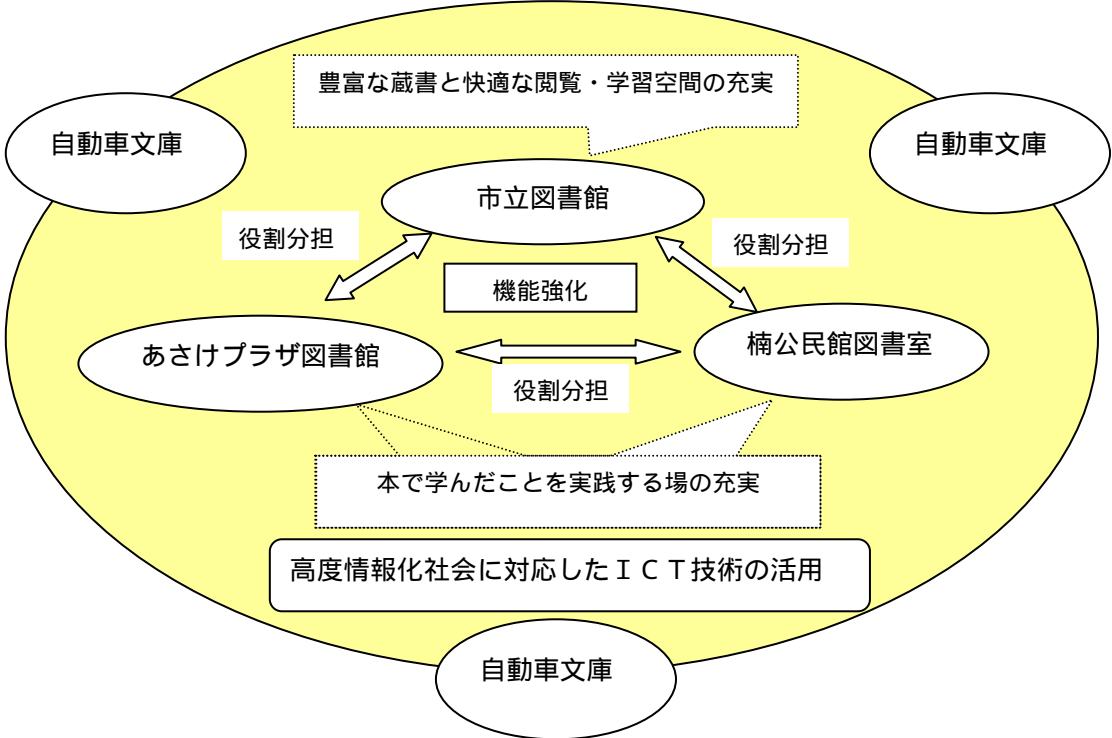 豊富な蔵書と快適な閲覧・学習空間の充実
自動車文庫
自動車文庫
市立図書館
役割分担
役割分担
機能強化
あさけプラザ図書館
楠公民館図書室
役割分担
本で学んだことを実践する場の充実
高度情報化社会に対応したＩＣＴ技術の活用
自動車文庫